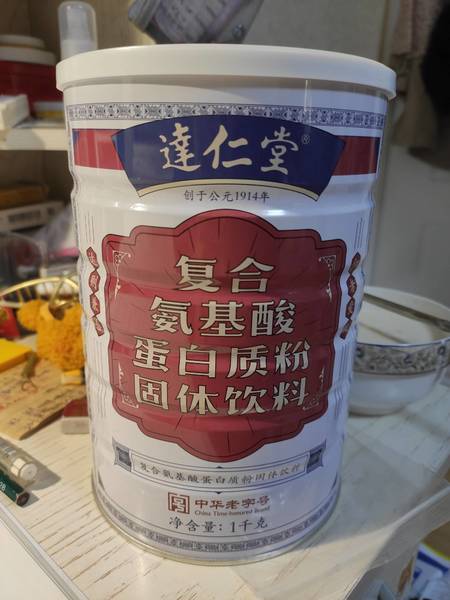 達仁堂®
创于公元1914年
复合
氨基酸
蛋白质粉
固体饮料
复合氨基酸蛋白质粉固体饮料
中华老字号
China Time-honored Brand
净含量：1千克